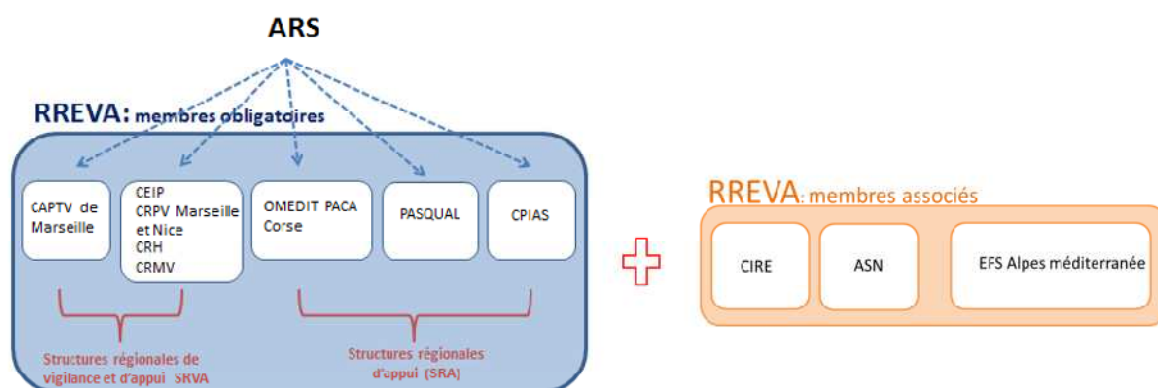 ARS
RREVA: membres obligatoires
CAPTV de
Marseille
CEIP
CRPV Marseille
et Nice
CRH
CRMV
OMEDIT PACA
Corse
PASQUAL
CPIAS
Structures régionales de
vigilance et d'appui SRVA
Structures régionales
d'appui (SRA)
RREVA: membres associés
CIRE
ASN
EFS Alpes méditerranée